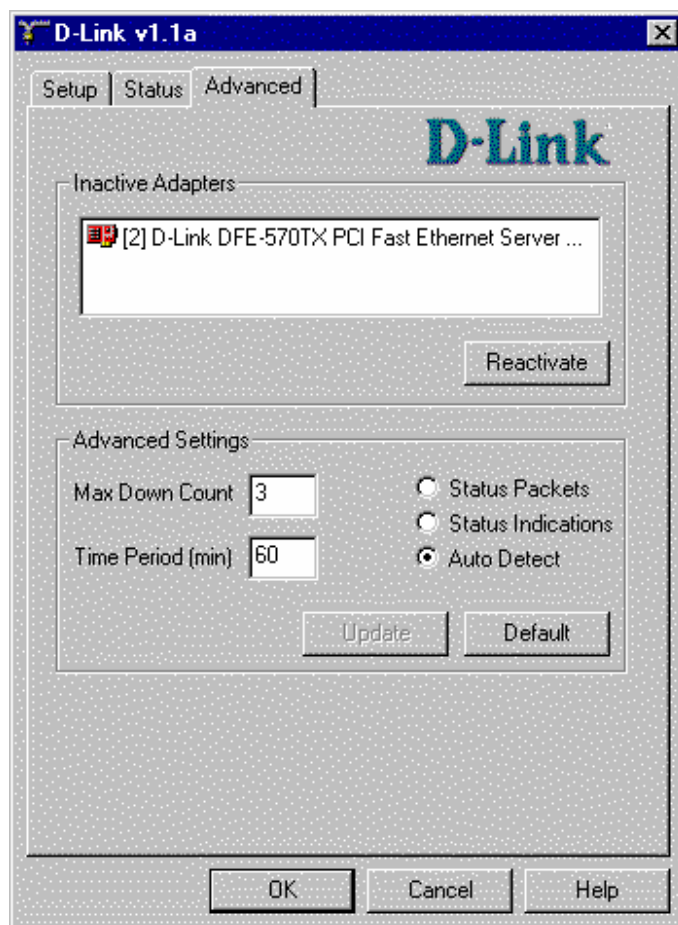 D-Link v1.1a
Setup Status Advanced
D-Link
Inactive Adapters
[2] D-Link DFE-570TX PCI Fast Ethernet Server ...
Reactivate
Advanced Settings
Max Down Count 3
Status Packets
Status Indications
Time Period (min) 60
Auto Detect
Update Default
OK Cancel Help